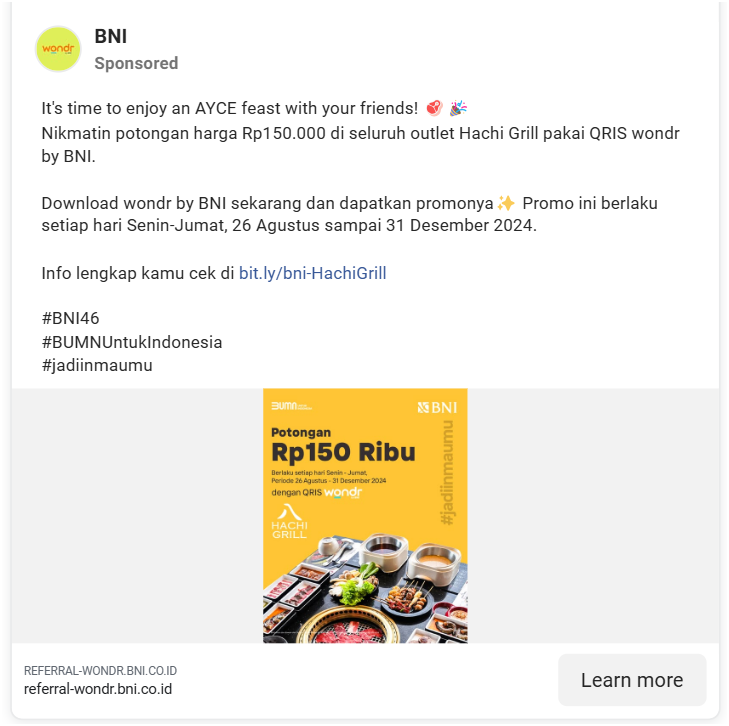 wondr
BNI
Sponsored
It's time to enjoy an AYCE feast with your friends! 🥩 🎉
Nikmatin potongan harga Rp150.000 di seluruh outlet Hachi Grill pakai QRIS wondr
by BNI.
Download wondr by BNI sekarang dan dapatkan promonya✨ Promo ini berlaku
setiap hari Senin-Jumat, 26 Agustus sampai 31 Desember 2024.
Info lengkap kamu cek di bit.ly/bni-HachiGrill
#BNI46
#BUMNUntukIndonesia
#jadiinmaumu
BUMN
BNI
Potongan
Rp150 Ribu
Berlaku setiap hari Senin - Jumat,
Periode 26 Agustus - 31 Desember 2024
dengan QRIS wondr
#jadiinmaumu
HACHI
GRILL
REFERRAL-WONDR.BNI.CO.ID
referral-wondr.bni.co.id
Learn more